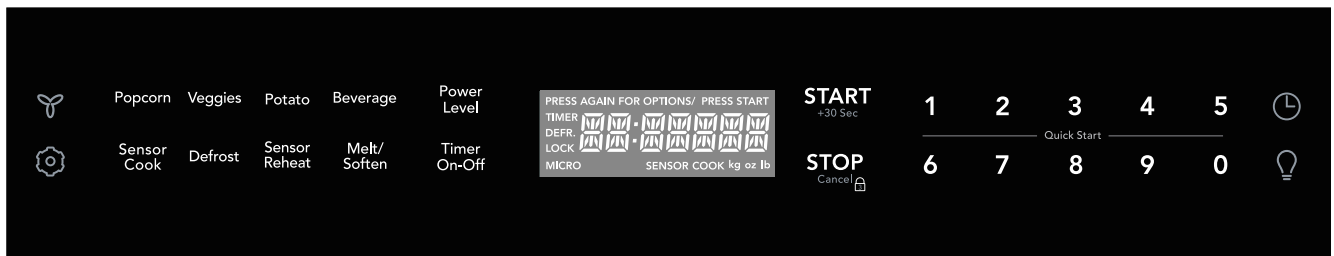 Popcorn Veggies Potato Beverage Power Level
Sensor Cook Defrost Sensor Reheat Melt/ Soften Timer On-Off
PRESS AGAIN FOR OPTIONS/ PRESS START
TIMER
DEFR.
LOCK
MICRO SENSOR COOK kg oz lb
START
+30 Sec
STOP
Cancel
1 2 3 4 5
Quick Start
6 7 8 9 0